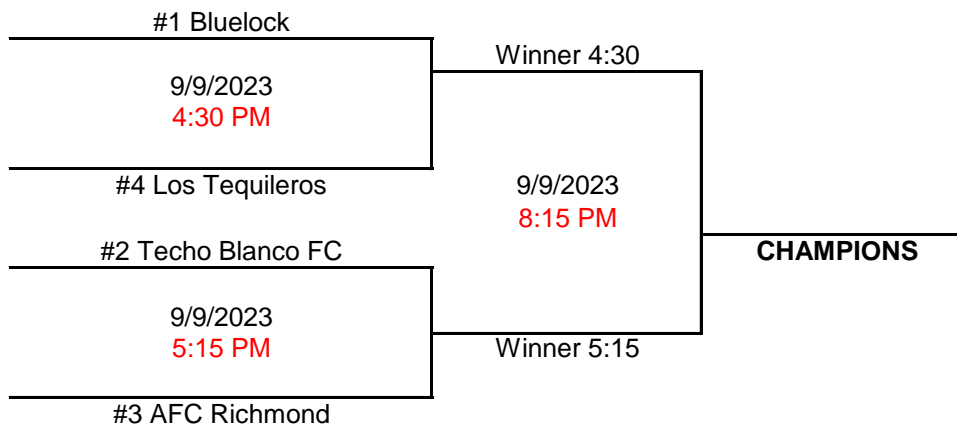 #1 Bluelock
9/9/2023
4:30 PM
#4 Los Tequileros
#2 Techo Blanco FC
9/9/2023
5:15 PM
#3 AFC Richmond
Winner 4:30
9/9/2023
8:15 PM
Winner 5:15
CHAMPIONS